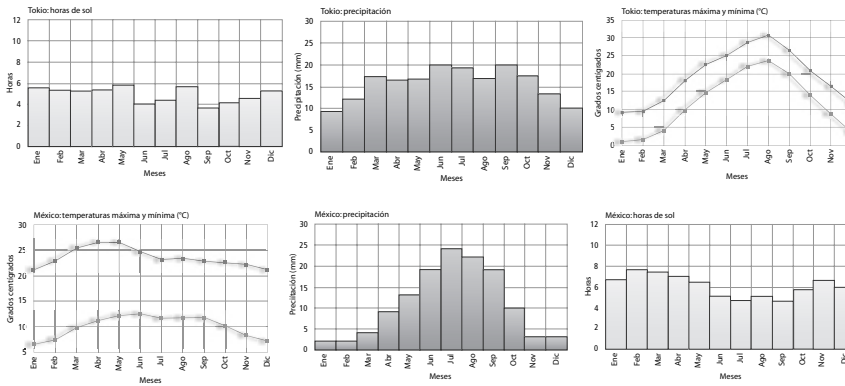 Tokio: horas de sol
12
10
8
6
4
2
0
Horas
Ene Feb Mar Abr May Jun Jul Ago Sep Oct Nov Dic
Meses
Tokio: precipitación
30
25
20
15
10
5
0
Precipitación (mm)
Ene Feb Mar Abr May Jun Jul Ago Sep Oct Nov Dic
Meses
Tokio: temperaturas máxima y mínima (°C)
35
30
25
20
15
10
5
0
Grados centígrados
Ene Feb Mar Abr May Jun Jul Ago Sep Oct Nov
Meses
México: temperaturas máxima y mínima (°C)
30
25
20
15
10
5
Grados centígrados
Ene Feb Mar Abr May Jun Jul Ago Sep Oct Nov Dic
Meses
México: precipitación
30
25
20
15
10
5
0
Ene Feb Mar Abr May Jun Jul Ago Sep Oct Nov Dic
Meses
México: horas de sol
12
10
8
6
4
2
0
Horas
Ene Feb Mar Abr May Jun Jul Ago Sep Oct Nov Dic
Meses